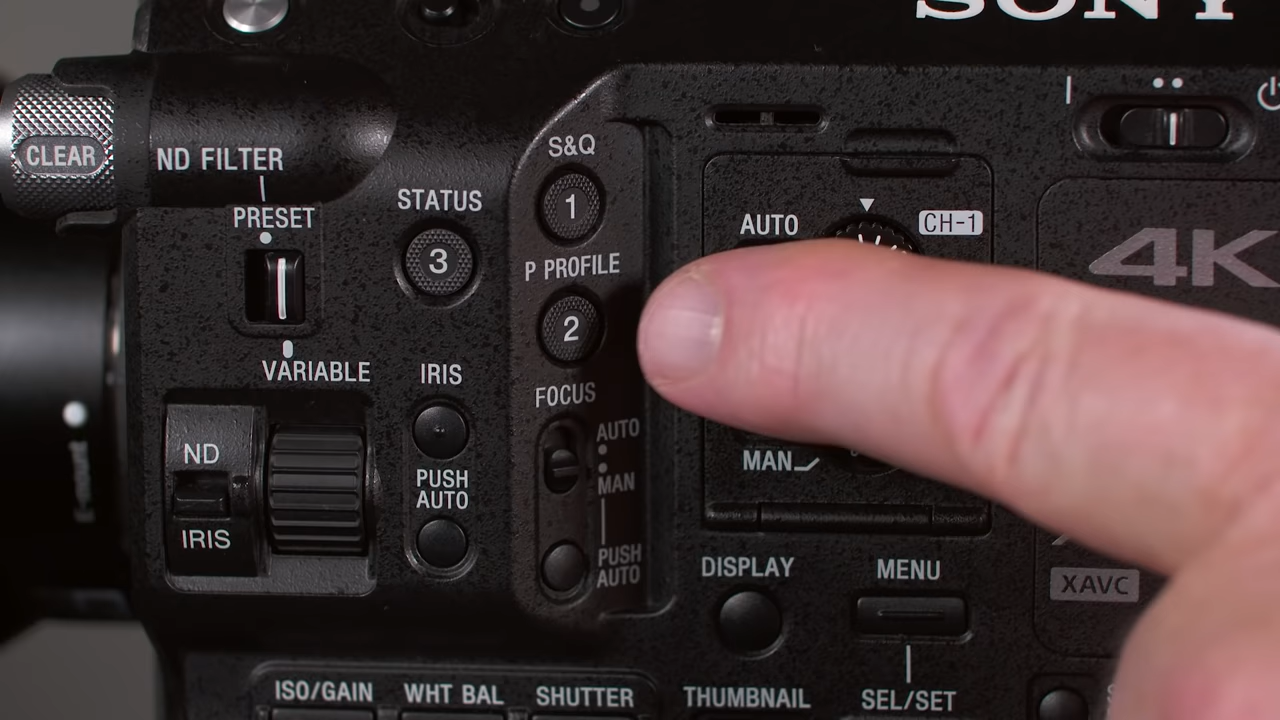 SONY
CLEAR
ND FILTER
PRESET
VARIABLE
ND
IRIS
STATUS
3
IRIS
PUSH
AUTO
S&Q
1
P PROFILE
2
FOCUS
AUTO
MAN
PUSH
AUTO
AUTO
CH-1
MAN
4K
XAVC
DISPLAY
MENU
SEL/SET
ISO/GAIN
WHT BAL
SHUTTER
THUMBNAIL